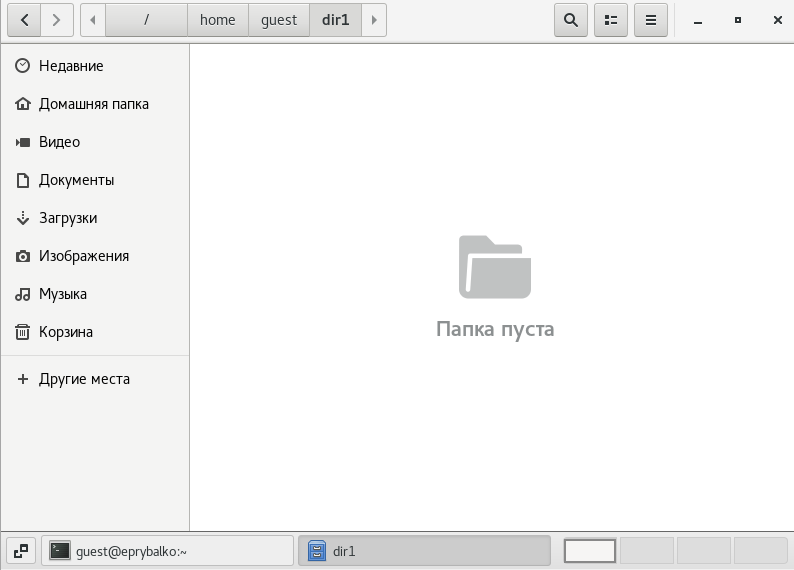 / home guest dir1
Недавние
Домашняя папка
Видео
Документы
Загрузки
Изображения
Музыка
Корзина
Другие места
Папка пуста
guest@eprybalko:~ dir1